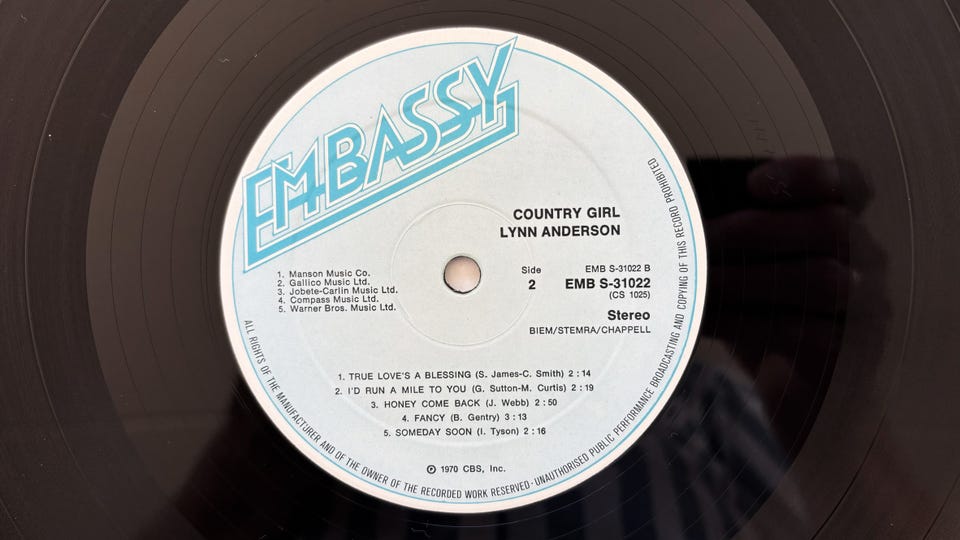 EMBASSY
COUNTRY GIRL
LYNN ANDERSON
1. Manson Music Co.
2. Gallico Music Ltd.
3. Jobete-Carlin Music Ltd.
4. Compass Music Ltd.
5. Warner Bros. Music Ltd.
Side
2
EMB S-31022 B
EMB S-31022
(CS 1025)
Stereo
BIEM/STEMRA/CHAPPELL
1. TRUE LOVE'S A BLESSING (S. James-C. Smith) 2 : 14
2. I'D RUN A MILE TO YOU (G. Sutton-M. Curtis) 2 : 19
3. HONEY COME BACK (J. Webb) 2 : 50
4. FANCY (B. Gentry) 3 : 13
5. SOMEDAY SOON (I. Tyson) 2 : 16
℗ 1970 CBS, Inc.
ALL RIGHTS OF THE MANUFACTURER AND OF THE OWNER OF THE RECORDED WORK RESERVED - UNAUTHORISED PUBLIC PERFORMANCE BROADCASTING AND COPYING OF THIS RECORD PROHIBITED